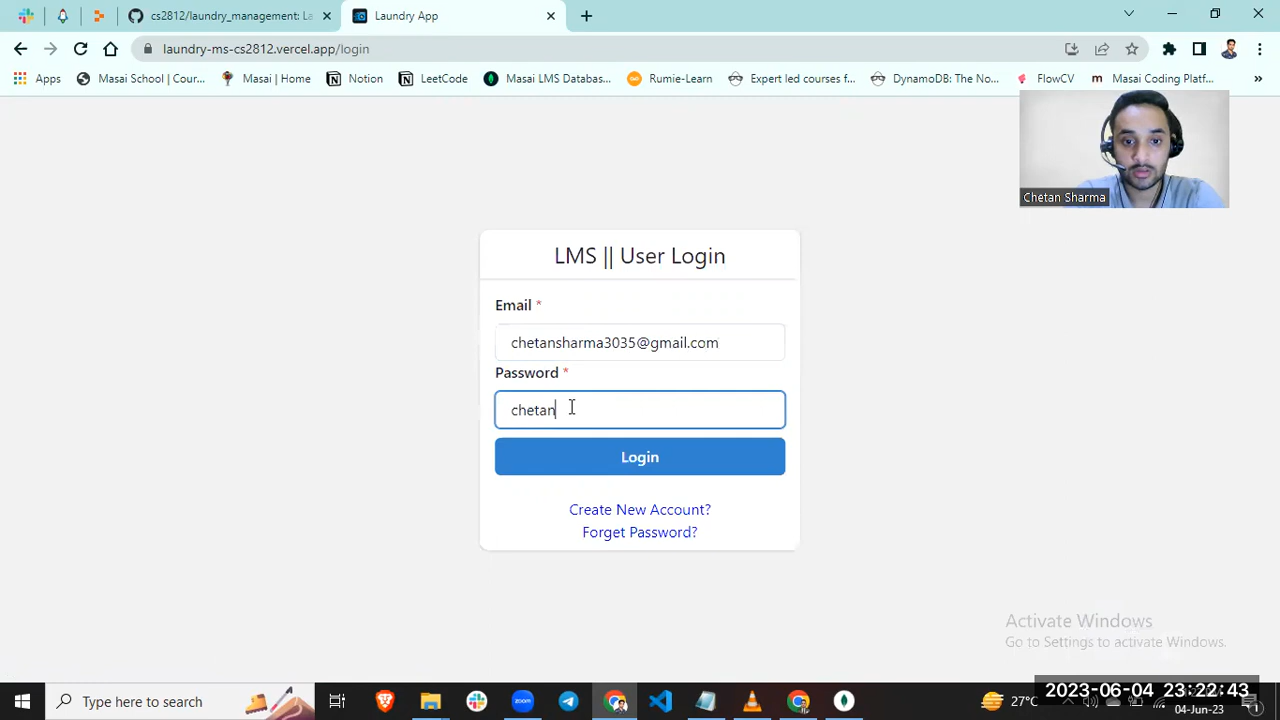 cs2812/laundry_management: La
Laundry App
laundry-ms-cs2812.vercel.app/login
Apps
Masai School | Cour...
Masai | Home
Notion
LeetCode
Masai LMS Databas...
Rumie-Learn
Expert led courses f...
DynamoDB: The No...
FlowCV
Masai Coding Platf...
»
Chetan Sharma
LMS || User Login
Email *
chetansharma3035@gmail.com
Password *
chetan
Login
Create New Account?
Forget Password?
Activate Windows
Go to Settings to activate Windows.
Type here to search
zoom
27°C
2023-06-04 23:22:43
04-Jun-23